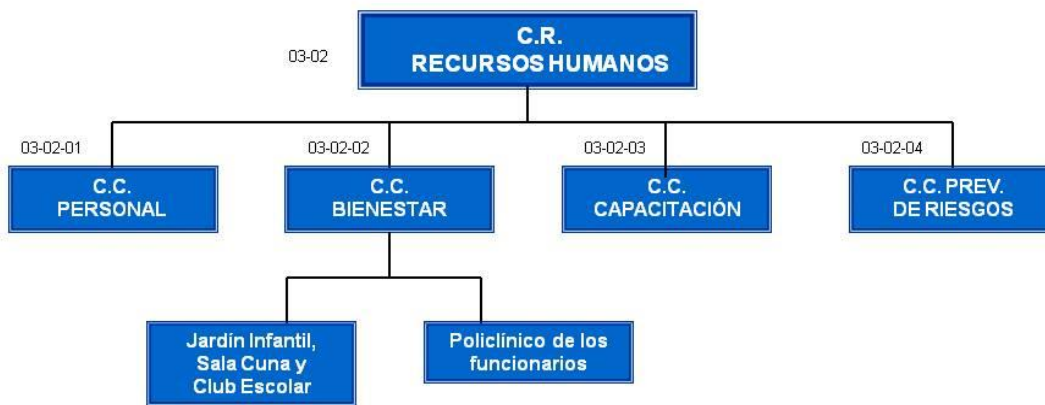 C.R.
RECURSOS HUMANOS
03-02
03-02-01
03-02-02
03-02-03
03-02-04
C.C.
PERSONAL
C.C.
BIENESTAR
C.C.
CAPACITACIÓN
C.C. PREV.
DE RIESGOS
Jardín Infantil,
Sala Cuna y
Club Escolar
Policlínico de los
funcionarios